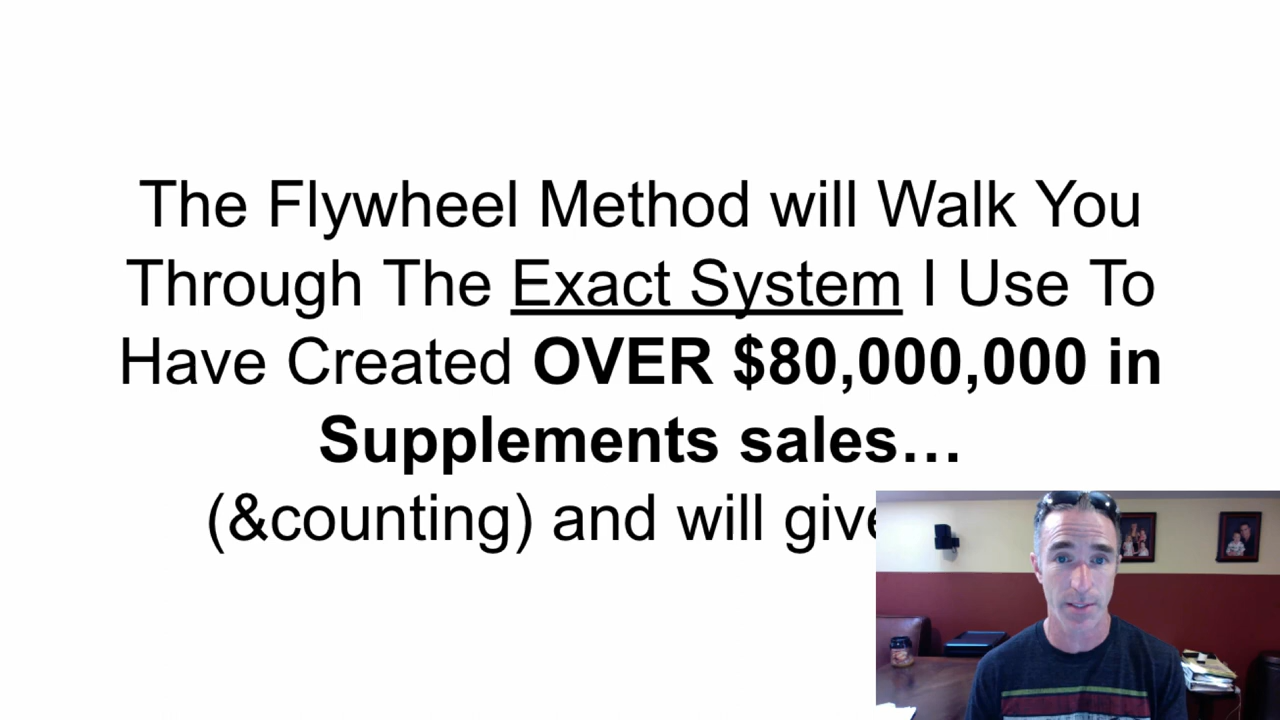 The Flywheel Method will Walk You
Through The Exact System I Use To
Have Created OVER $80,000,000 in
Supplements sales…
(&counting) and will give